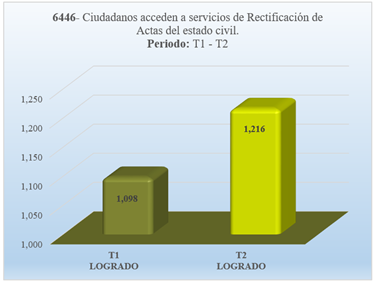 6446- Ciudadanos acceden a servicios de Rectificación de
Actas del estado civil.
Periodo: T1 - T2
1,250
1,200
1,150
1,100
1,050
1,000
1,098
1,216
T1
LOGRADO
T2
LOGRADO